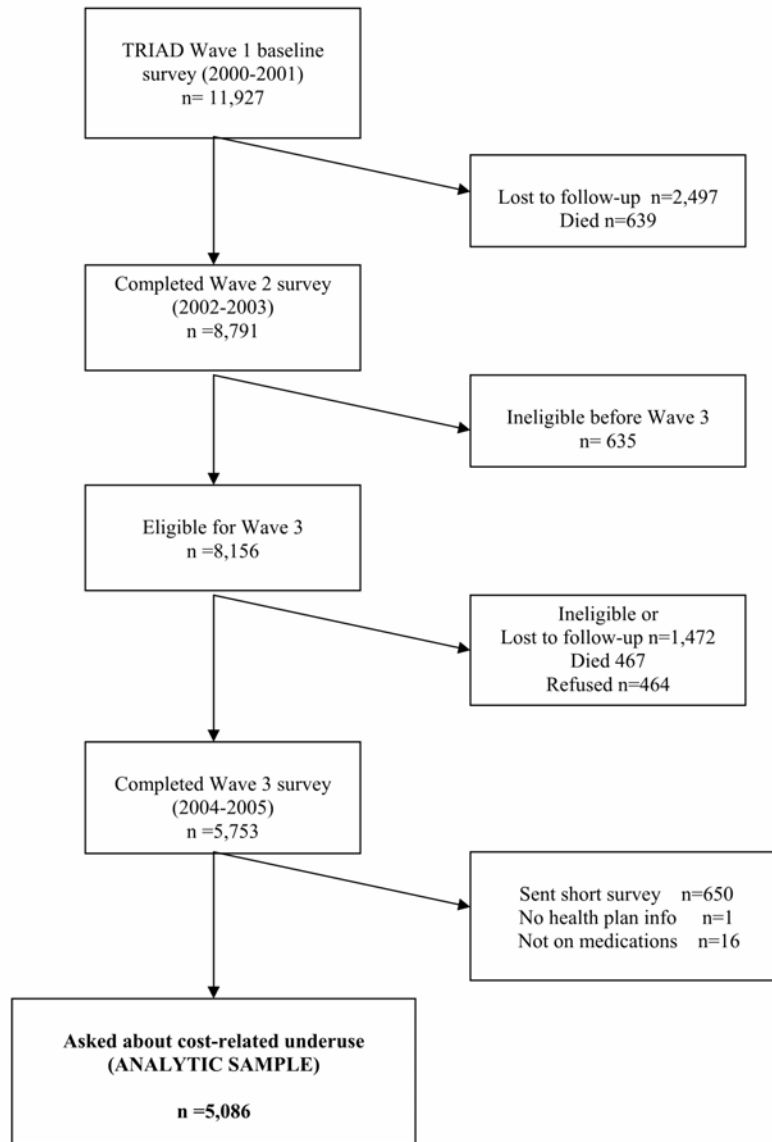 TRIAD Wave 1 baseline
survey (2000-2001)
n= 11,927
Lost to follow-up n=2,497
Died n=639
Completed Wave 2 survey
(2002-2003)
n =8,791
Ineligible before Wave 3
n= 635
Eligible for Wave 3
n =8,156
Ineligible or
Lost to follow-up n=1,472
Died 467
Refused n=464
Completed Wave 3 survey
(2004-2005)
n =5,753
Sent short survey n=650
No health plan info n=1
Not on medications n=16
Asked about cost-related underuse
(ANALYTIC SAMPLE)
n =5,086